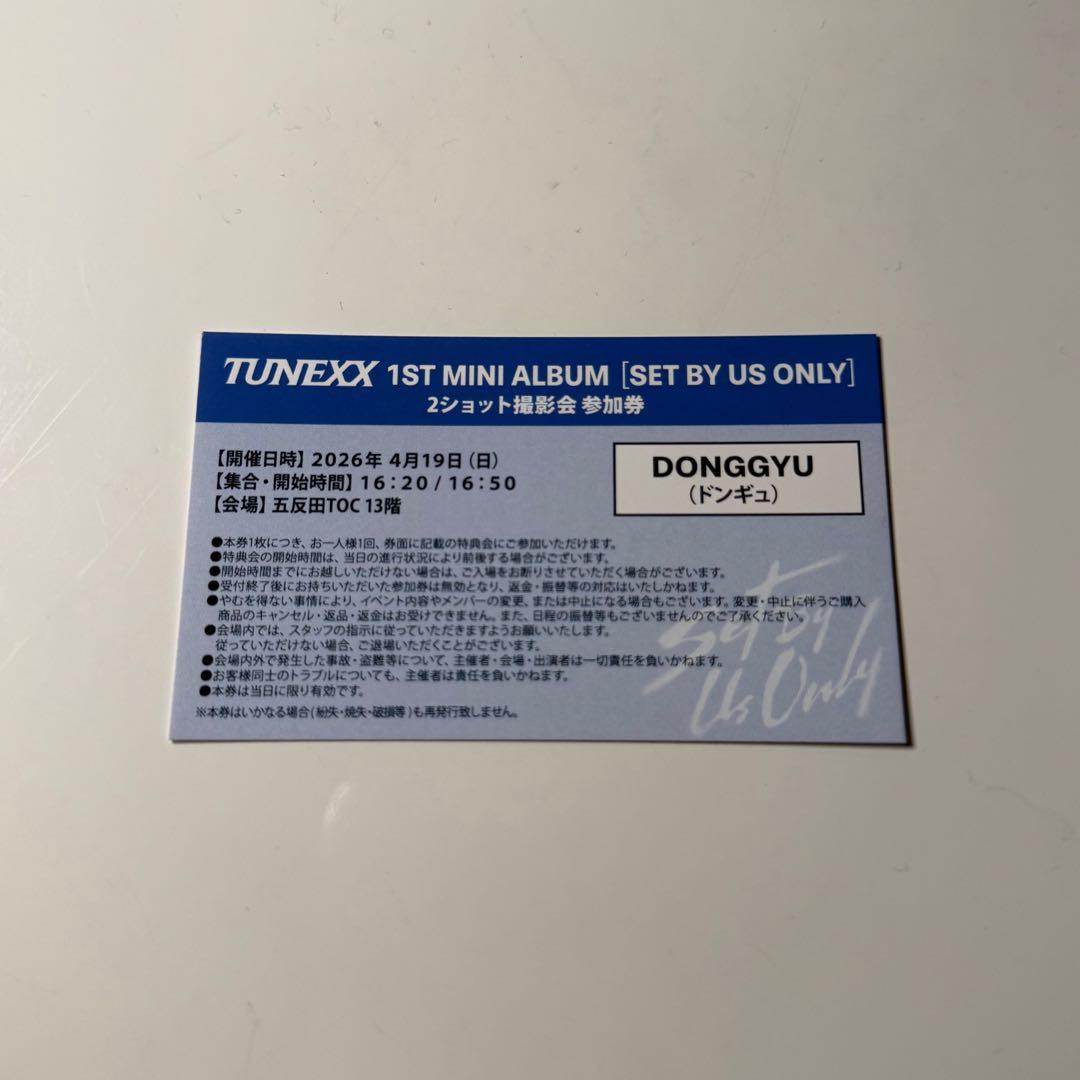 TUNEXX 1ST MINI ALBUM [SET BY US ONLY]
2ショット撮影会 参加券
【開催日時】2026年 4月19日(日)
【集合・開始時間】16:20/16:50
【会場】五反田TOC 13階
DONGGYU
(ドンギュ)
●本券1枚につき、お一人様1回、券面に記載の特典会にご参加いただけます。
●特典会の開始時間は、当日の進行状況により前後する場合がございます。
●開始時間までにお越しいただけない場合は、ご入場をお断りさせていただく場合がございます。
●受付終了後にお持ちいただいた参加券は無効となり、返金・振替等の対応はいたしかねます。
●やむを得ない事情により、イベント内容やメンバーの変更、または中止になる場合もございます。変更・中止に伴うご購入
商品のキャンセル・返品・返金はお受けできません。また、日程の振替等もございませんのでご了承ください。
●会場内では、スタッフの指示に従っていただきますようお願いいたします。
従っていただけない場合、ご退場いただくことがございます。
●会場内外で発生した事故・盗難等について、主催者・会場・出演者は一切責任を負いかねます。
●お客様同士のトラブルについても、主催者は責任を負いかねます。
●本券は当日に限り有効です。
※本券はいかなる場合(紛失・焼失・破損等)も再発行致しません。
Set by
Us Only